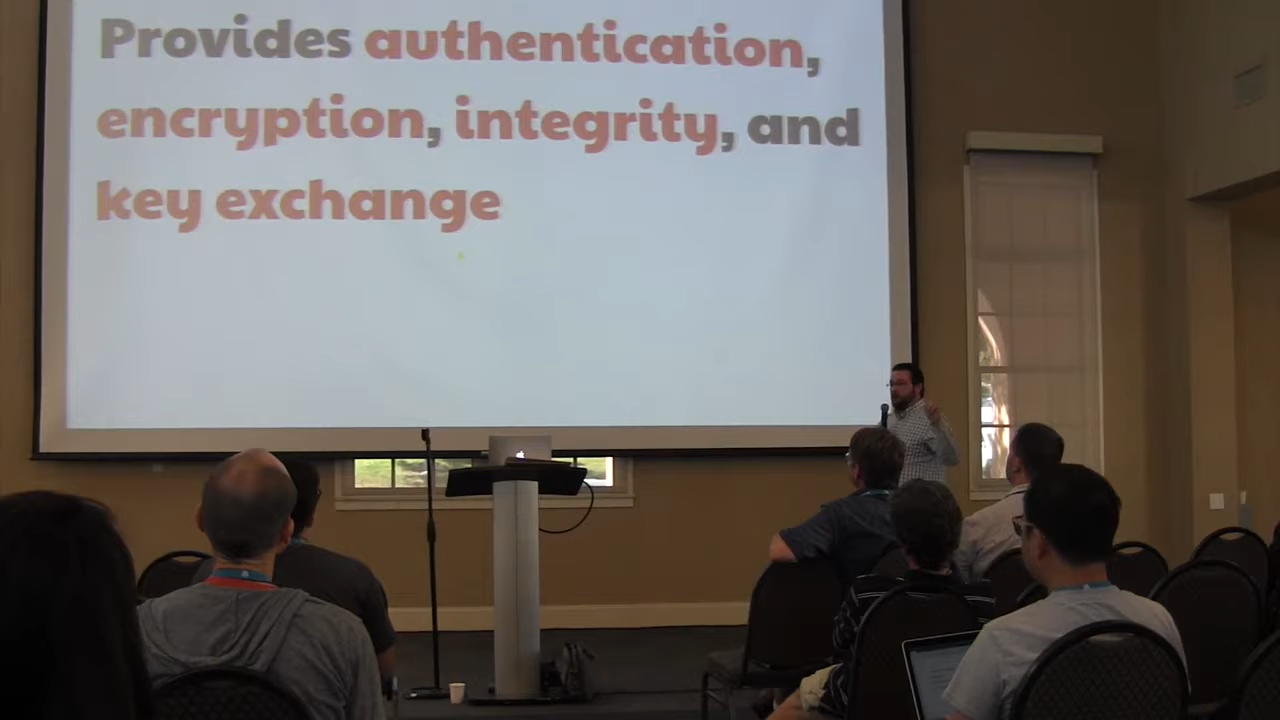 Provides authentication,
encryption, integrity, and
key exchange